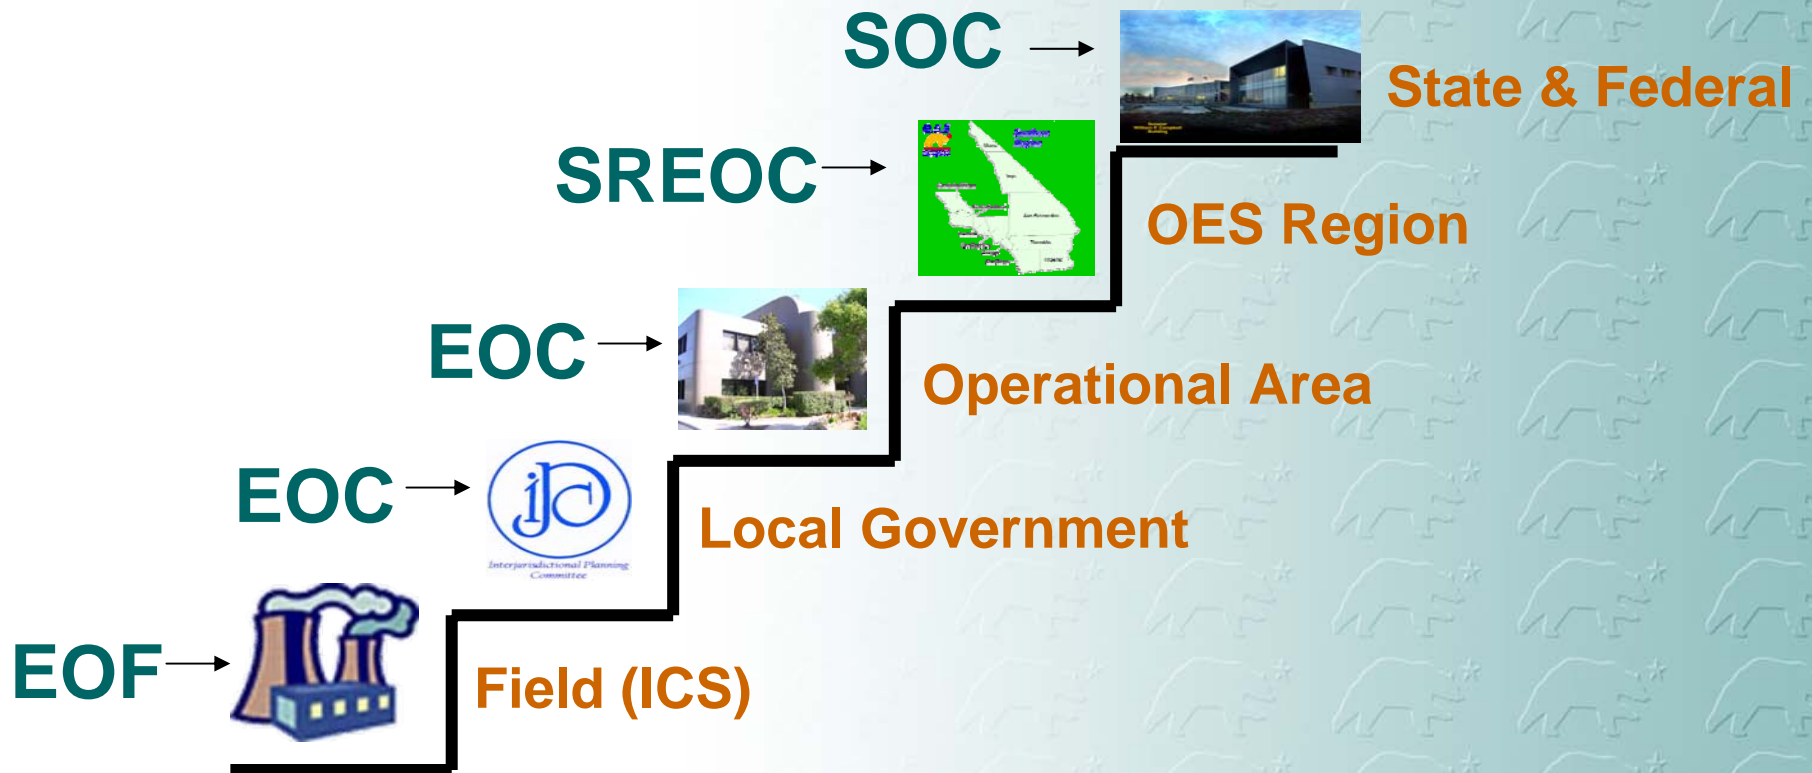 SOC
State & Federal
SREOC
OES Region
EOC
Operational Area
EOC
Interjurisdictional Planning
Committee
Local Government
EOF
Field (ICS)